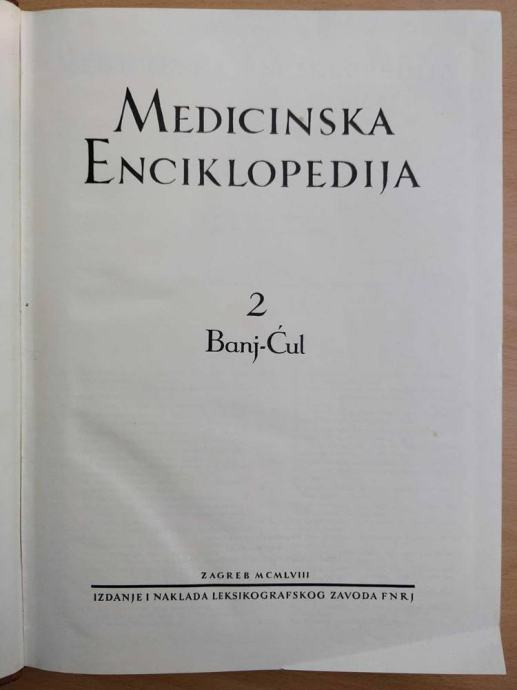 MEDICINSKA
ENCIKLOPEDIJA
2
Banj-Ćul
ZAGREB MCMLVIII
IZDANJE I NAKLADA LEKSIKOGRAFSKOG ZAVODA FNRJ